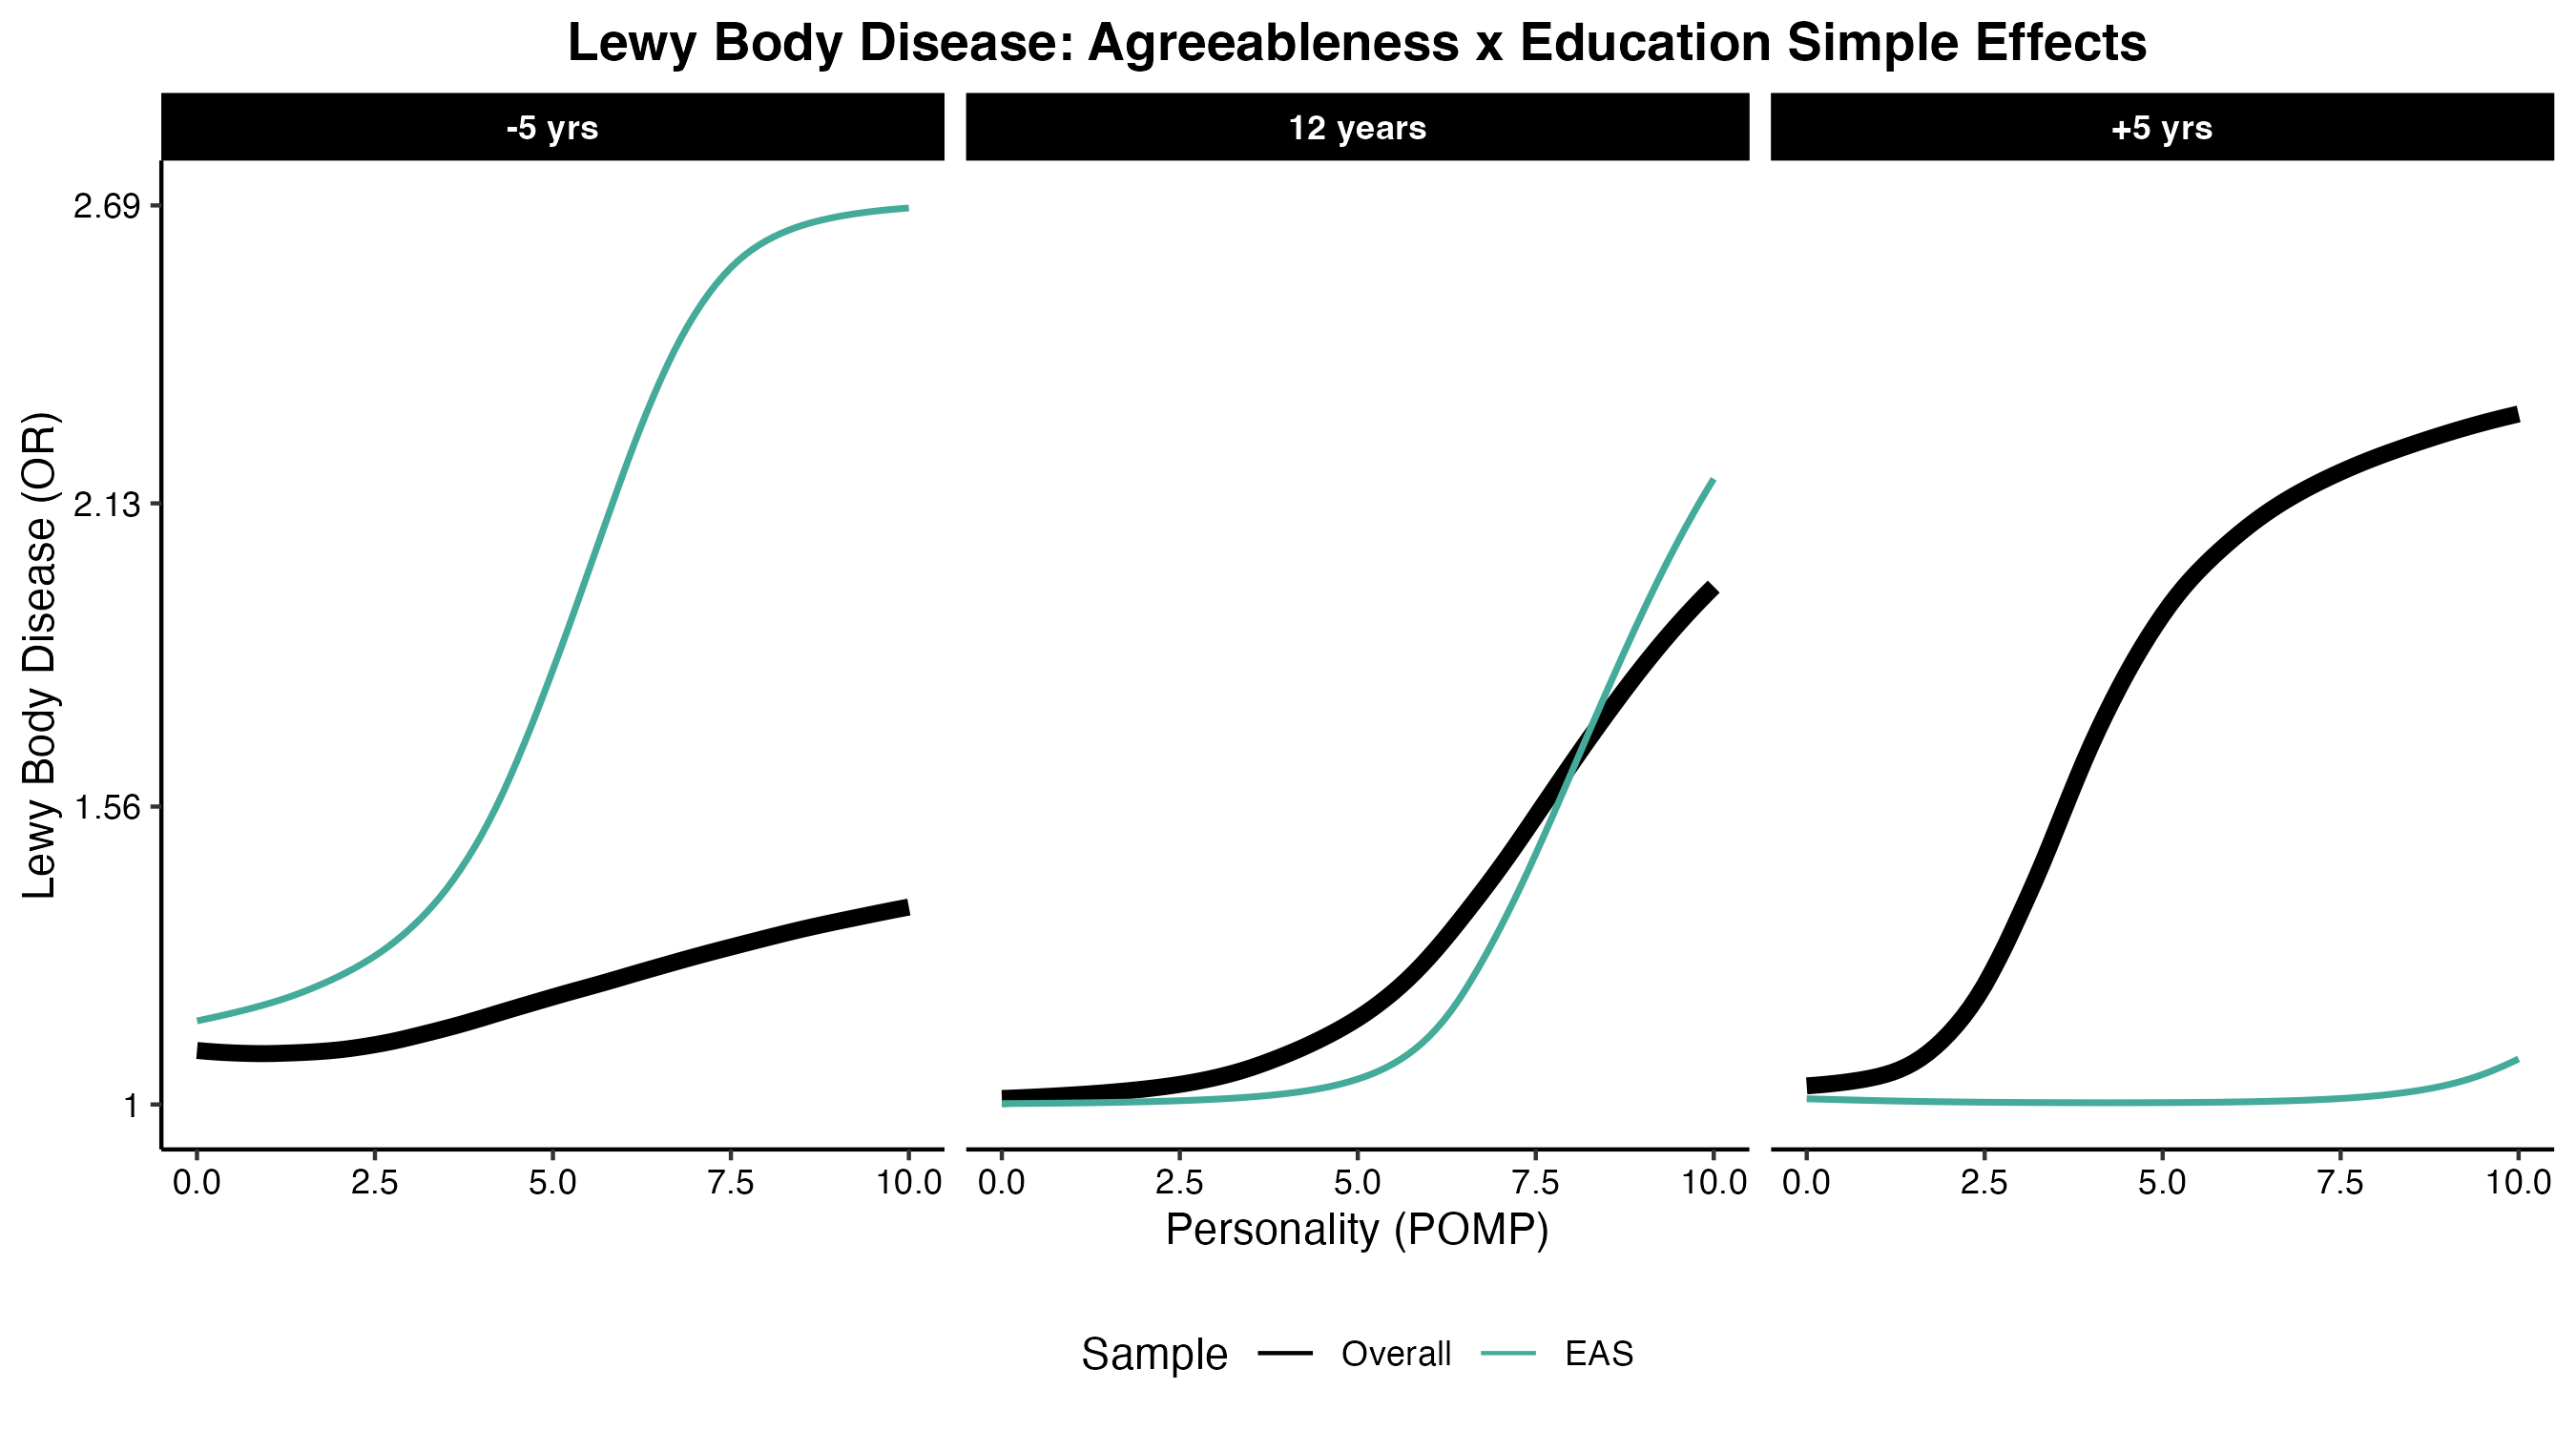 Lewy Body Disease: Agreeableness x Education Simple Effects
-5 yrs
12 years
+5 yrs
Lewy Body Disease (OR)
2.69
2.13
1.56
1
0.0 2.5 5.0 7.5 10.0
0.0 2.5 5.0 7.5 10.0
0.0 2.5 5.0 7.5 10.0
Personality (POMP)
Sample Overall EAS